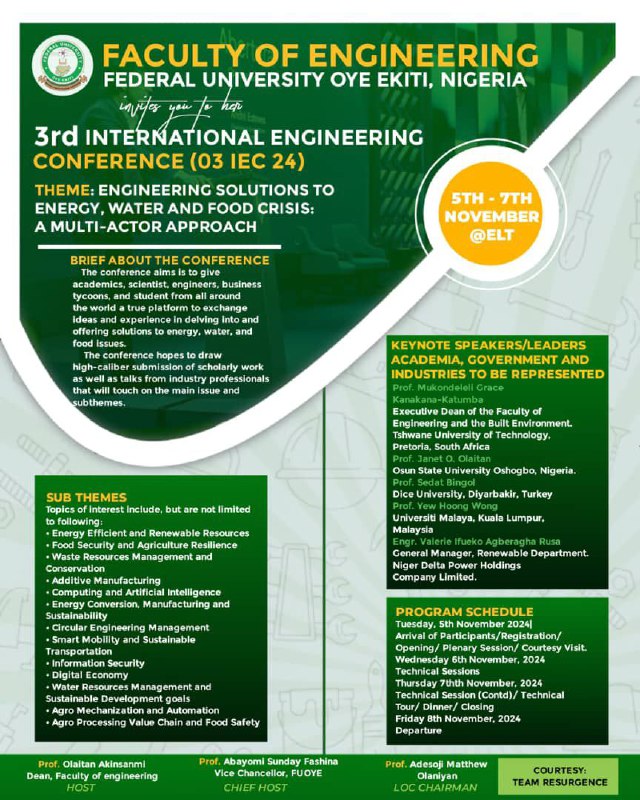 FACULTY OF ENGINEERING
FEDERAL UNIVERSITY OYE EKITI, NIGERIA
invites you to her
3rd INTERNATIONAL ENGINEERING
CONFERENCE (03 IEC 24)
THEME: ENGINEERING SOLUTIONS TO
ENERGY, WATER AND FOOD CRISIS:
A MULTI-ACTOR APPROACH
5TH - 7TH
NOVEMBER
@ELT
BRIEF ABOUT THE CONFERENCE
The conference aims is to give
academics, scientist, engineers, business
tycoons, and student from all around
the world a true platform to exchange
ideas and experience in delving into and
offering solutions to energy, water, and
food issues.
The conference hopes to draw
high-caliber submission of scholarly work
as well as talks from industry professionals
that will touch on the main issue and
subthemes.
KEYNOTE SPEAKERS/LEADERS
ACADEMIA, GOVERNMENT AND
INDUSTRIES TO BE REPRESENTED
Prof. Mukondeleli Grace
Kanakana-Katumba
Executive Dean of the Faculty of
Engineering and the Built Environment.
Tshwane University of Technology,
Pretoria, South Africa
Prof. Janet O. Olaitan
Osun State University Oshogbo, Nigeria.
Prof. Sedat Bingol
Dice University, Diyarbakir, Turkey
Prof. Yew Hoong Wong
Universiti Malaya, Kuala Lumpur,
Malaysia
Engr. Valerie Ifueko Agberagha Rusa
General Manager, Renewable Department.
Niger Delta Power Holdings
Company Limited.
SUB THEMES
Topics of interest include, but are not limited
to following:
• Energy Efficient and Renewable Resources
• Food Security and Agriculture Resilience
• Waste Resources Management and
Conservation
• Additive Manufacturing
• Computing and Artificial Intelligence
• Energy Conversion, Manufacturing and
Sustainability
• Circular Engineering Management
• Smart Mobility and Sustainable
Transportation
• Information Security
• Digital Economy
• Water Resources Management and
Sustainable Development goals
• Agro Mechanization and Automation
• Agro Processing Value Chain and Food Safety
PROGRAM SCHEDULE
Tuesday, 5th November 2024|
Arrival of Participants/Registration/
Opening/ Plenary Session/ Courtesy Visit.
Wednesday 6th November, 2024
Technical Sessions
Thursday 7thth November, 2024
Technical Session (Contd)/ Technical
Tour/ Dinner/ Closing
Friday 8th November, 2024
Departure
Prof. Olaitan Akinsanmi
Dean, Faculty of engineering
HOST
Prof. Abayomi Sunday Fashina
Vice Chancellor, FUOYE
CHIEF HOST
Prof. Adesoji Matthew
Olaniyan
LOC CHAIRMAN
COURTESY:
TEAM RESURGENCE